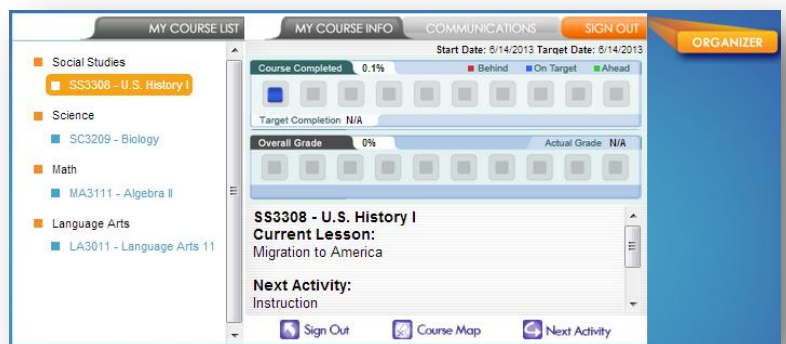 MY COURSE LIST
MY COURSE INFO
COMMUNICATIONS
SIGN OUT
ORGANIZER
Social Studies
SS3308 - U.S. History I
Science
SC3209 - Biology
Math
MA3111 - Algebra II
Language Arts
LA3011 - Language Arts 11
Start Date: 6/14/2013 Target Date: 6/14/2013
Course Completed 0.1% Behind On Target Ahead
Target Completion N/A
Overall Grade 0% Actual Grade N/A
SS3308 - U.S. History I
Current Lesson:
Migration to America
Next Activity:
Instruction
Sign Out Course Map Next Activity